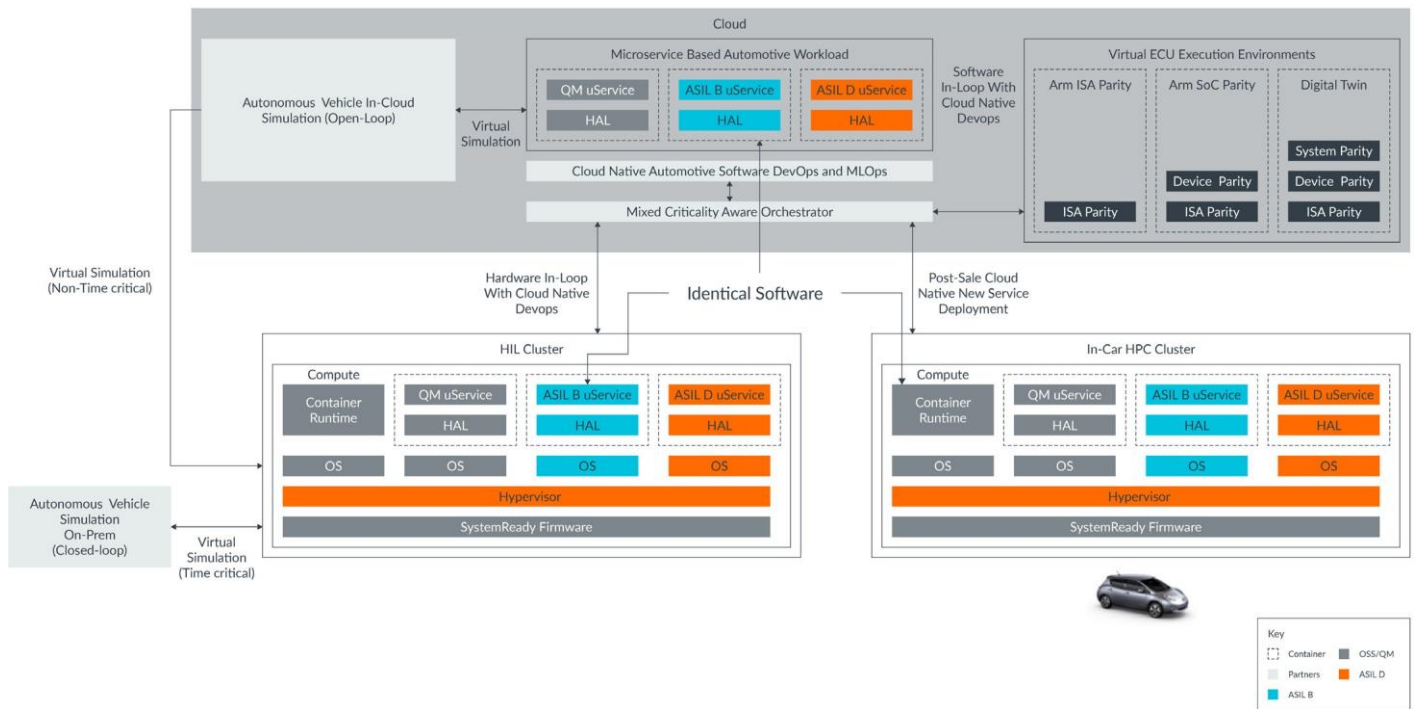 Cloud
Autonomous Vehicle In-Cloud
Simulation (Open-Loop)
Virtual
Simulation
Microservice Based Automotive Workload
QM uService
HAL
ASIL B uService
HAL
ASIL D uService
HAL
Cloud Native Automotive Software DevOps and MLOps
Mixed Criticality Aware Orchestrator
Software
In-Loop With
Cloud Native
Devops
Virtual ECU Execution Environments
Arm ISA Parity
ISA Parity
Arm SoC Parity
Device Parity
ISA Parity
Digital Twin
System Parity
Device Parity
ISA Parity
Virtual Simulation
(Non-Time critical)
Hardware In-Loop
With Cloud Native
Devops
Identical Software
Post-Sale Cloud
Native New Service
Deployment
HIL Cluster
Compute
Container
Runtime
QM uService
HAL
ASIL B uService
HAL
ASIL D uService
HAL
OS
OS
OS
OS
Hypervisor
SystemReady Firmware
In-Car HPC Cluster
Compute
Container
Runtime
QM uService
HAL
ASIL B uService
HAL
ASIL D uService
HAL
OS
OS
OS
OS
Hypervisor
SystemReady Firmware
Autonomous Vehicle
Simulation
On-Prem
(Closed-loop)
Virtual
Simulation
(Time critical)
Key
Container
OSS/QM
Partners
ASIL D
ASIL B